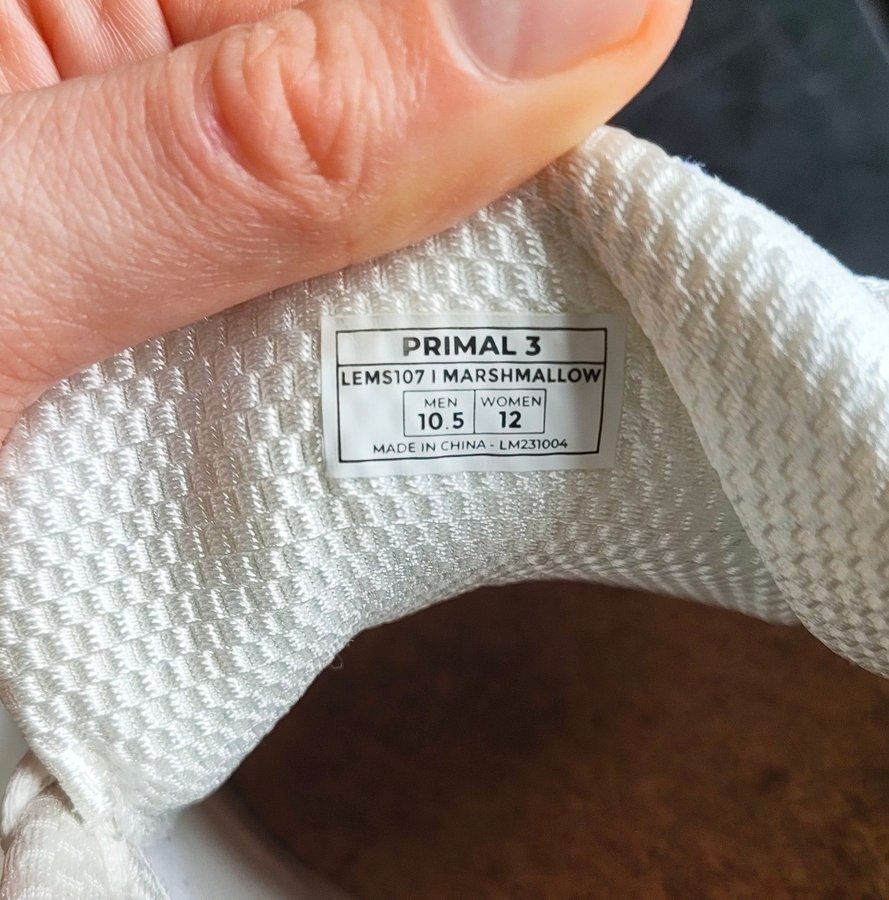 PRIMAL 3
LEMS107 | MARSHMALLOW
MEN WOMEN
10.5 12
MADE IN CHINA - LM231004